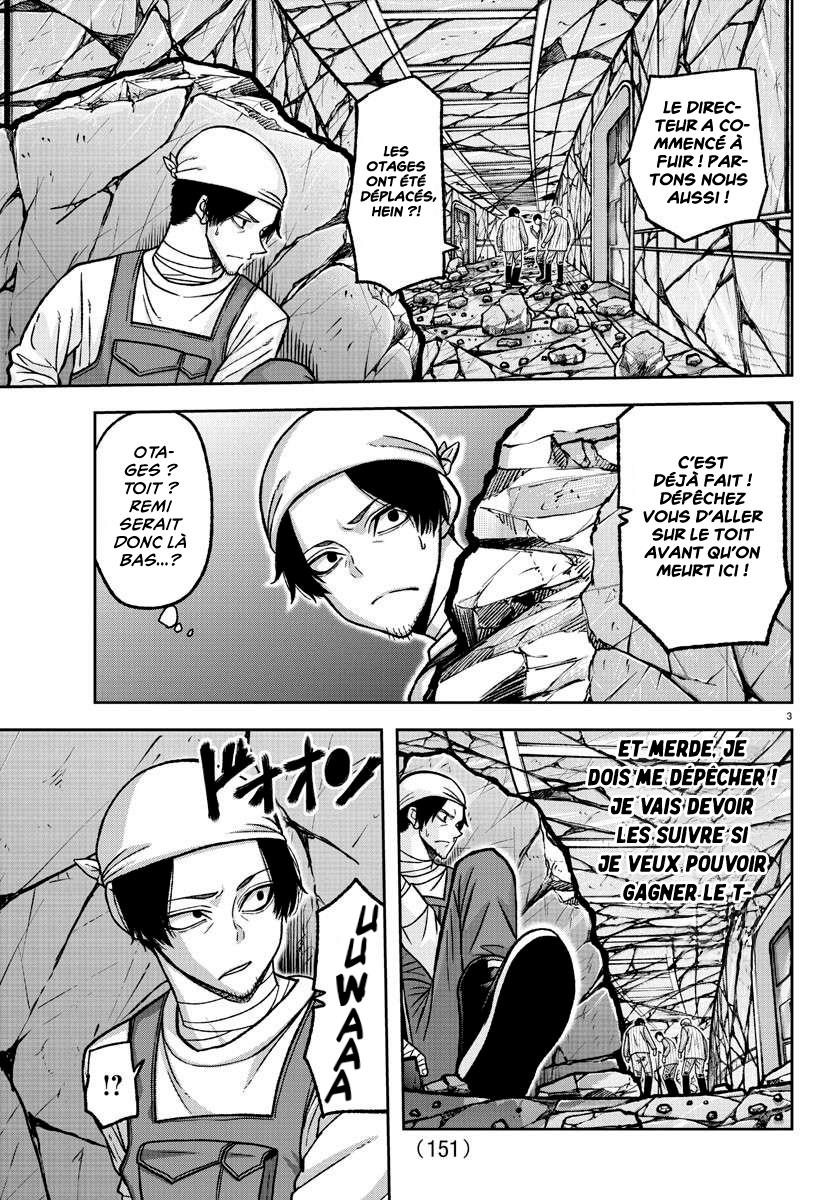 LE DIREC-
TEUR A CO-
MMENCÉ À
FUIR ! PAR-
TONS NOUS
AUSSI !
LES
OTAGES
ONT ÉTÉ
DÉPLACÉS,
HEIN ?!
C'EST
DÉJÀ FAIT !
DÉPÊCHEZ
VOUS D'ALLER
SUR LE TOIT
AVANT QU'ON
MEURT ICI !
OTA-
GES ?
TOIT ?
REMI
SERAIT
DONC LÀ
BAS...?
3
ET MERDE, JE
DOIS ME DÉPÊCHER !
JE VAIS DEVOIR
LES SUIVRE SI
JE VEUX POUVOIR
GAGNER LE T-
ドオオン
UUWAAA
!?
(151)